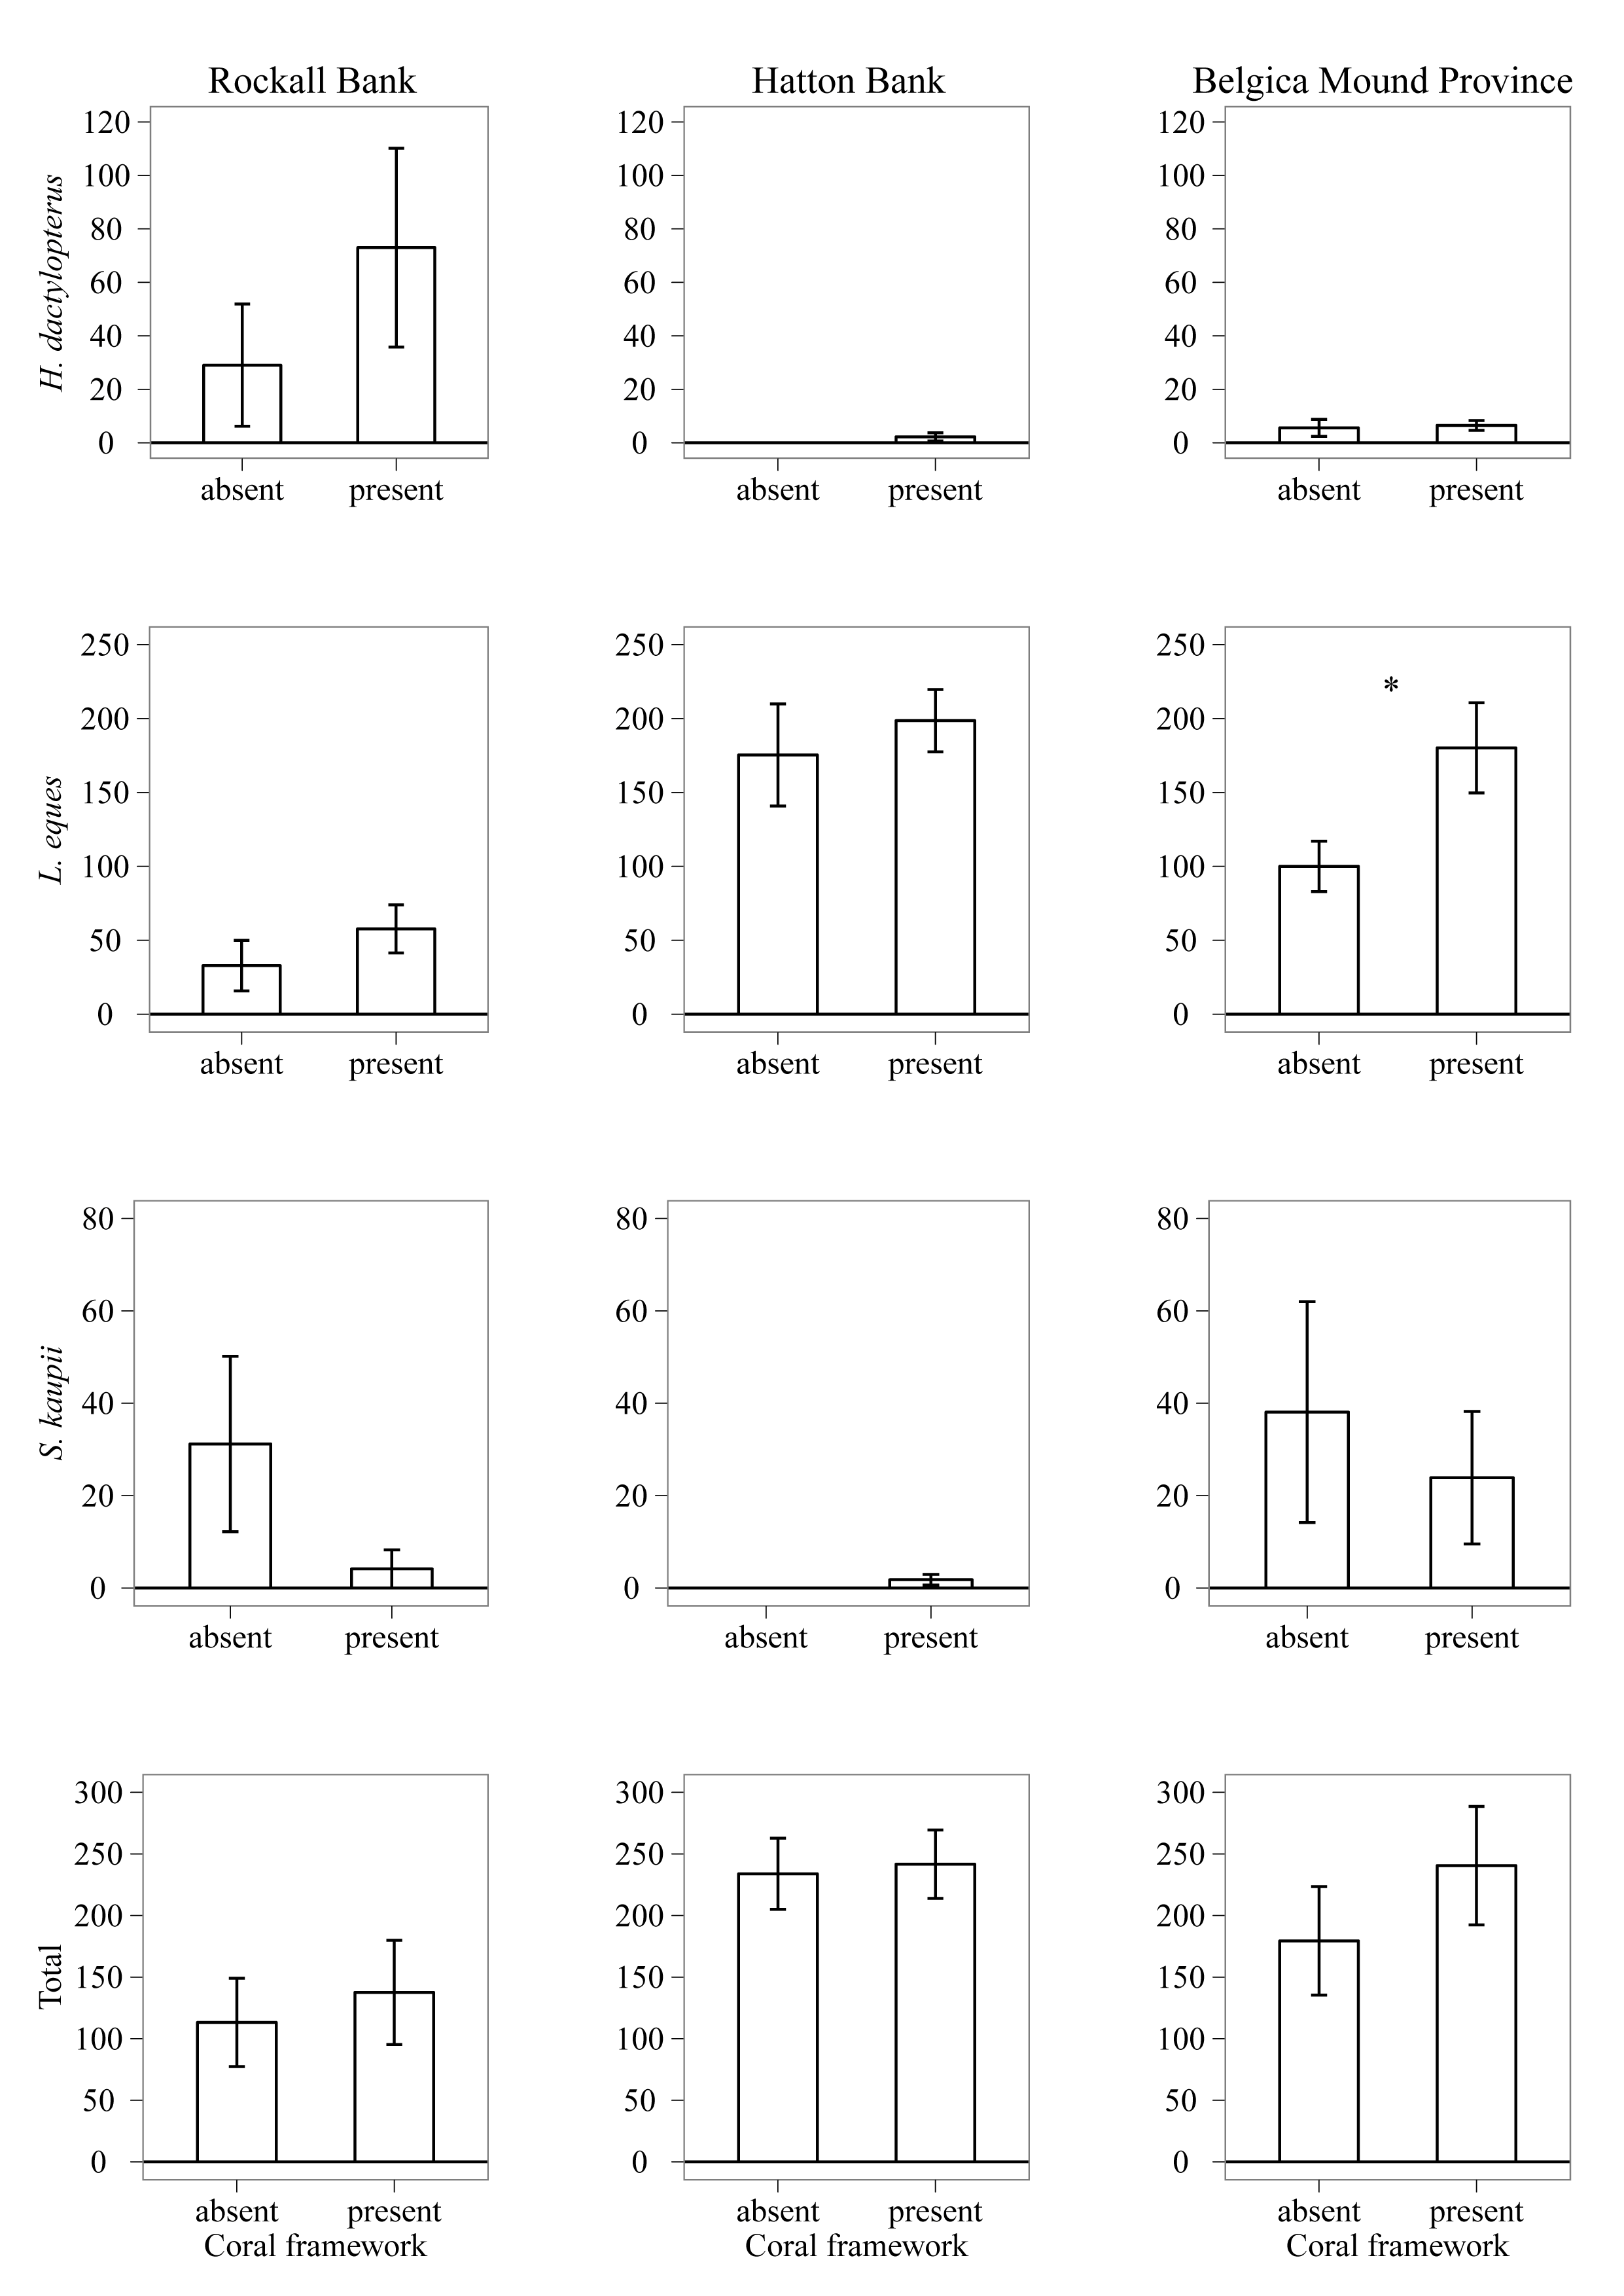 Rockall Bank Hatton Bank Belgica Mound Province
H. dactylopterus
120 120 120
100 100 100
80 80 80
60 60 60
40 40 40
20 20 20
0 0 0
absent present absent present absent present
L. eques
250 250 250
*
200 200 200
150 150 150
100 100 100
50 50 50
0 0 0
absent present absent present absent present
S. kaupii
80 80 80
60 60 60
40 40 40
20 20 20
0 0 0
absent present absent present absent present
Total
300 300 300
250 250 250
200 200 200
150 150 150
100 100 100
50 50 50
0 0 0
absent present absent present absent present
Coral framework Coral framework Coral framework